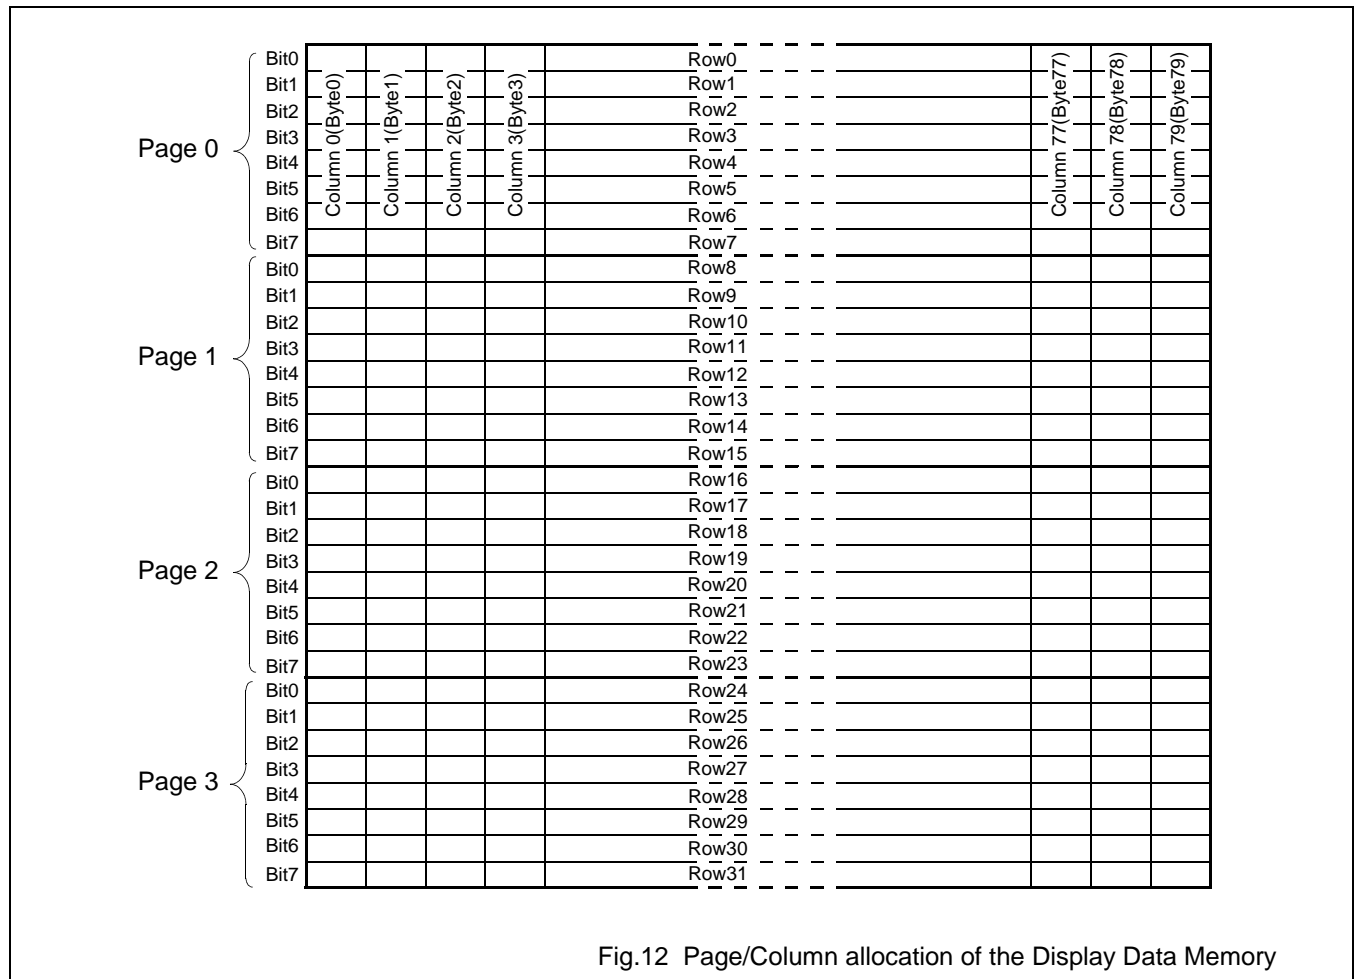 Bit0 Row0
Bit1 Row1
Bit2 Row2
Bit3 Row3
Page 0
Bit4 Row4
Bit5 Row5
Bit6 Row6
Bit7 Row7
Column 0(Byte0)
Column 1(Byte1)
Column 2(Byte2)
Column 3(Byte3)
Column 77(Byte77)
Column 78(Byte78)
Column 79(Byte79)
Bit0 Row8
Bit1 Row9
Bit2 Row10
Bit3 Row11
Page 1
Bit4 Row12
Bit5 Row13
Bit6 Row14
Bit7 Row15
Bit0 Row16
Bit1 Row17
Bit2 Row18
Bit3 Row19
Page 2
Bit4 Row20
Bit5 Row21
Bit6 Row22
Bit7 Row23
Bit0 Row24
Bit1 Row25
Bit2 Row26
Bit3 Row27
Page 3
Bit4 Row28
Bit5 Row29
Bit6 Row30
Bit7 Row31
Fig.12 Page/Column allocation of the Display Data Memory